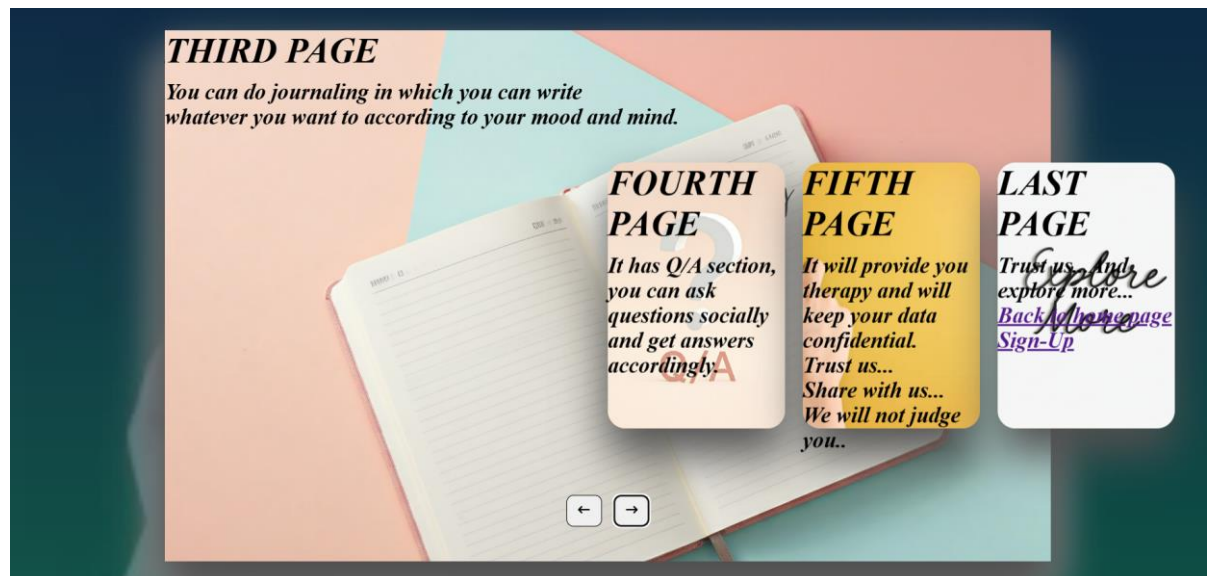 THIRD PAGE
You can do journaling in which you can write
whatever you want to according to your mood and mind.
FOURTH
PAGE
It has Q/A section,
you can ask
questions socially
and get answers
accordingly.
Q/A
FIFTH
PAGE
It will provide you
therapy and will
keep your data
confidential.
Trust us...
Share with us...
We will not judge
you..
LAST
PAGE
Trust us.. And
explore more...
Back to home page
Sign-Up
Explore
More
← →